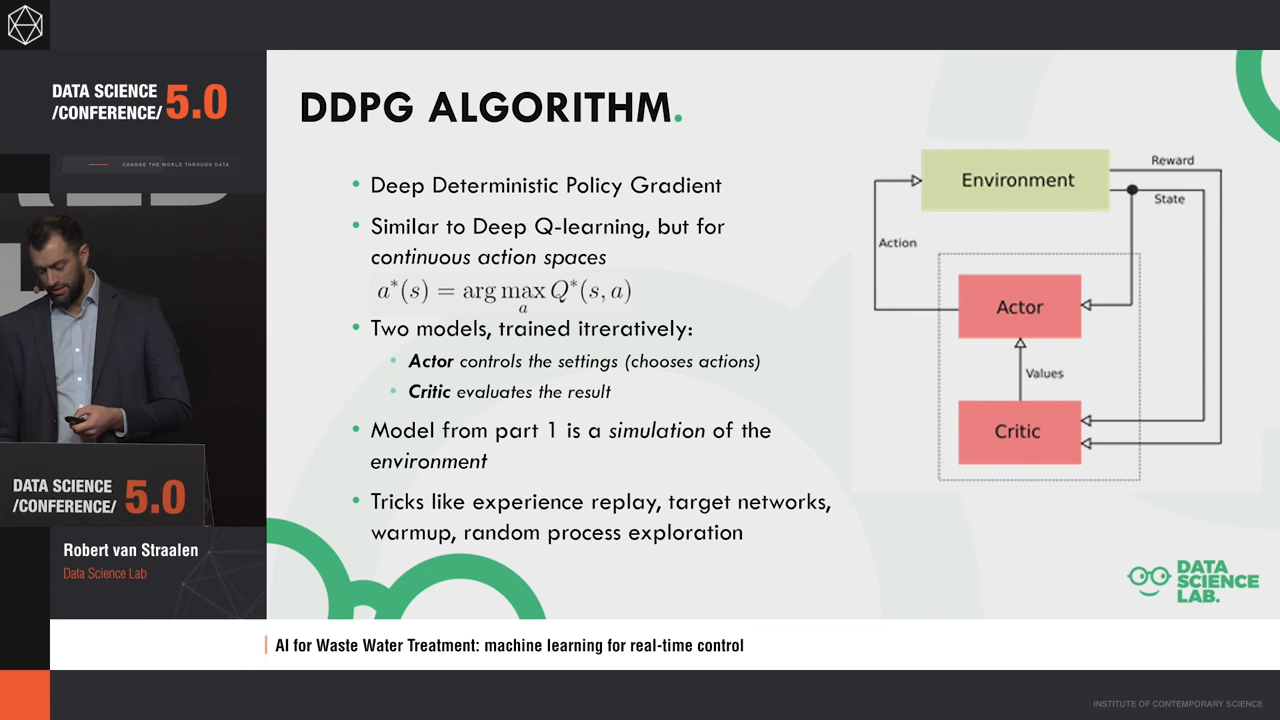 DATA SCIENCE
/CONFERENCE/ 5.0
CHANGE THE WORLD THROUGH DATA
DATA SCIENCE
/CONFERENCE/ 5.0
Robert van Straalen
Data Science Lab
DDPG ALGORITHM.
• Deep Deterministic Policy Gradient
• Similar to Deep Q-learning, but for
continuous action spaces
a*(s) = arg max Q*(s, a)
a
• Two models, trained itreratively:
• Actor controls the settings (chooses actions)
• Critic evaluates the result
• Model from part 1 is a simulation of the
environment
• Tricks like experience replay, target networks,
warmup, random process exploration
Reward
Environment
State
Action
Actor
Values
Critic
DATA
SCIENCE
LAB.
AI for Waste Water Treatment: machine learning for real-time control
INSTITUTE OF CONTEMPORARY SCIENCE